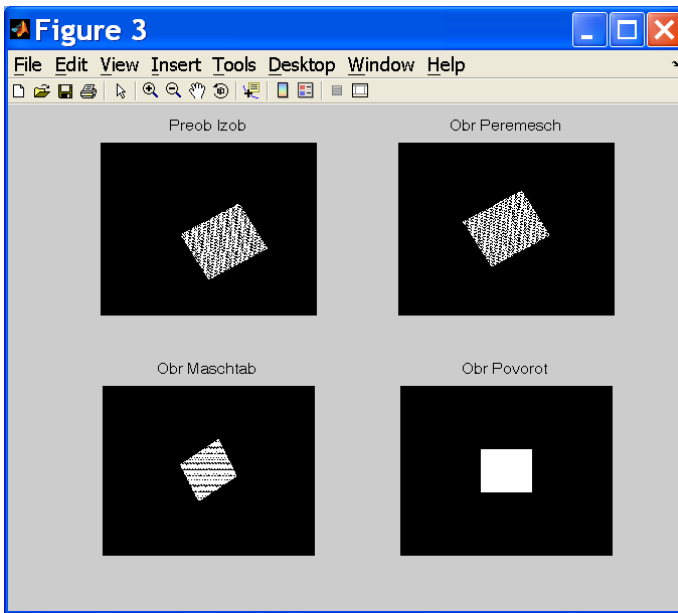 Figure 3
File Edit View Insert Tools Desktop Window Help
Preob Izob
Obr Peremesch
Obr Maschtab
Obr Povorot